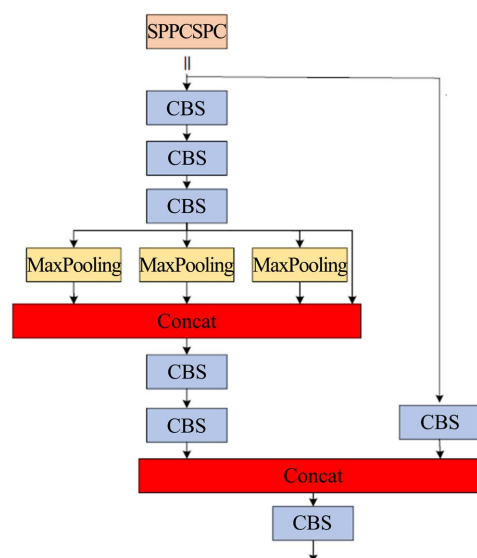 SPPCSPC
||
CBS
CBS
CBS
MaxPooling MaxPooling MaxPooling
Concat
CBS
CBS CBS
Concat
CBS